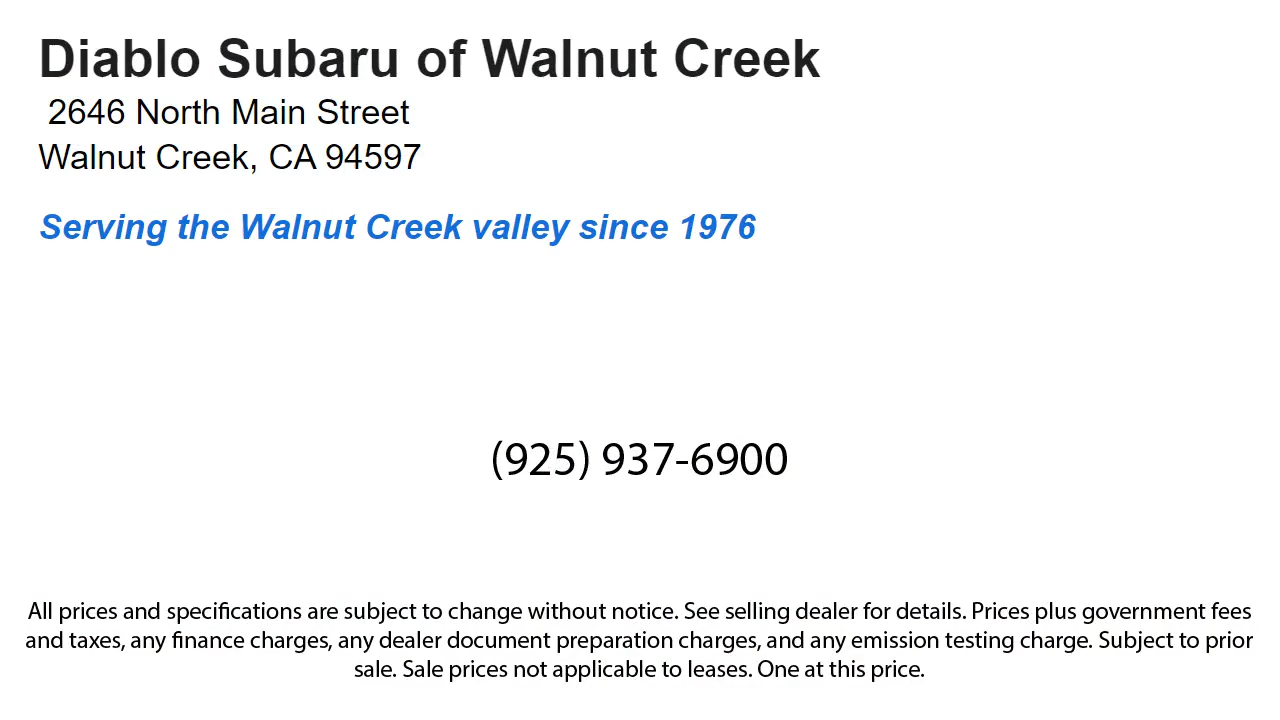 Diablo Subaru of Walnut Creek
2646 North Main Street
Walnut Creek, CA 94597
Serving the Walnut Creek valley since 1976
(925) 937-6900
All prices and specifications are subject to change without notice. See selling dealer for details. Prices plus government fees
and taxes, any finance charges, any dealer document preparation charges, and any emission testing charge. Subject to prior
sale. Sale prices not applicable to leases. One at this price.